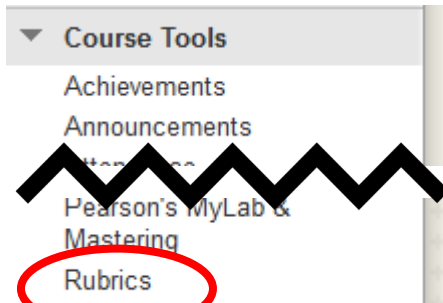 Course Tools
Achievements
Announcements
Pearson's MyLab &
Mastering
Rubrics